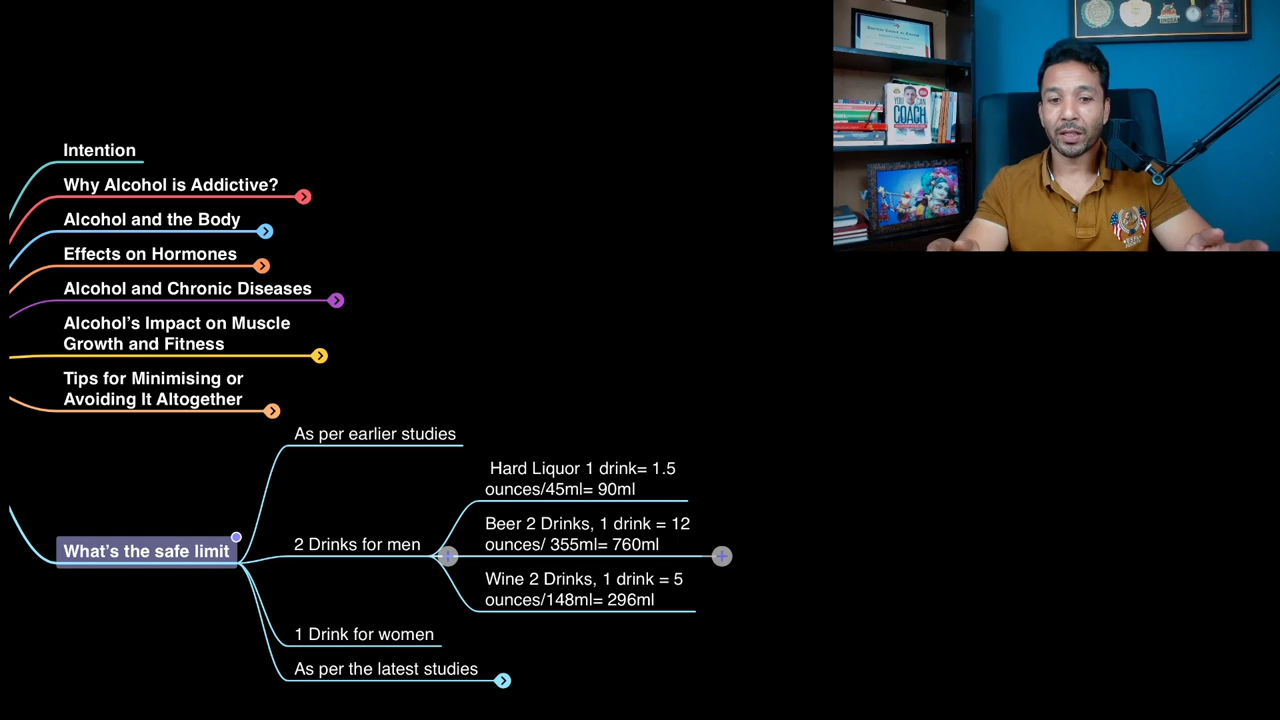 Intention
Why Alcohol is Addictive?
Alcohol and the Body
Effects on Hormones
Alcohol and Chronic Diseases
Alcohol’s Impact on Muscle
Growth and Fitness
Tips for Minimising or
Avoiding It Altogether
What’s the safe limit
As per earlier studies
2 Drinks for men
Hard Liquor 1 drink= 1.5
ounces/45ml= 90ml
Beer 2 Drinks, 1 drink = 12
ounces/ 355ml= 760ml
Wine 2 Drinks, 1 drink = 5
ounces/148ml= 296ml
1 Drink for women
As per the latest studies
YOU CAN
COACH